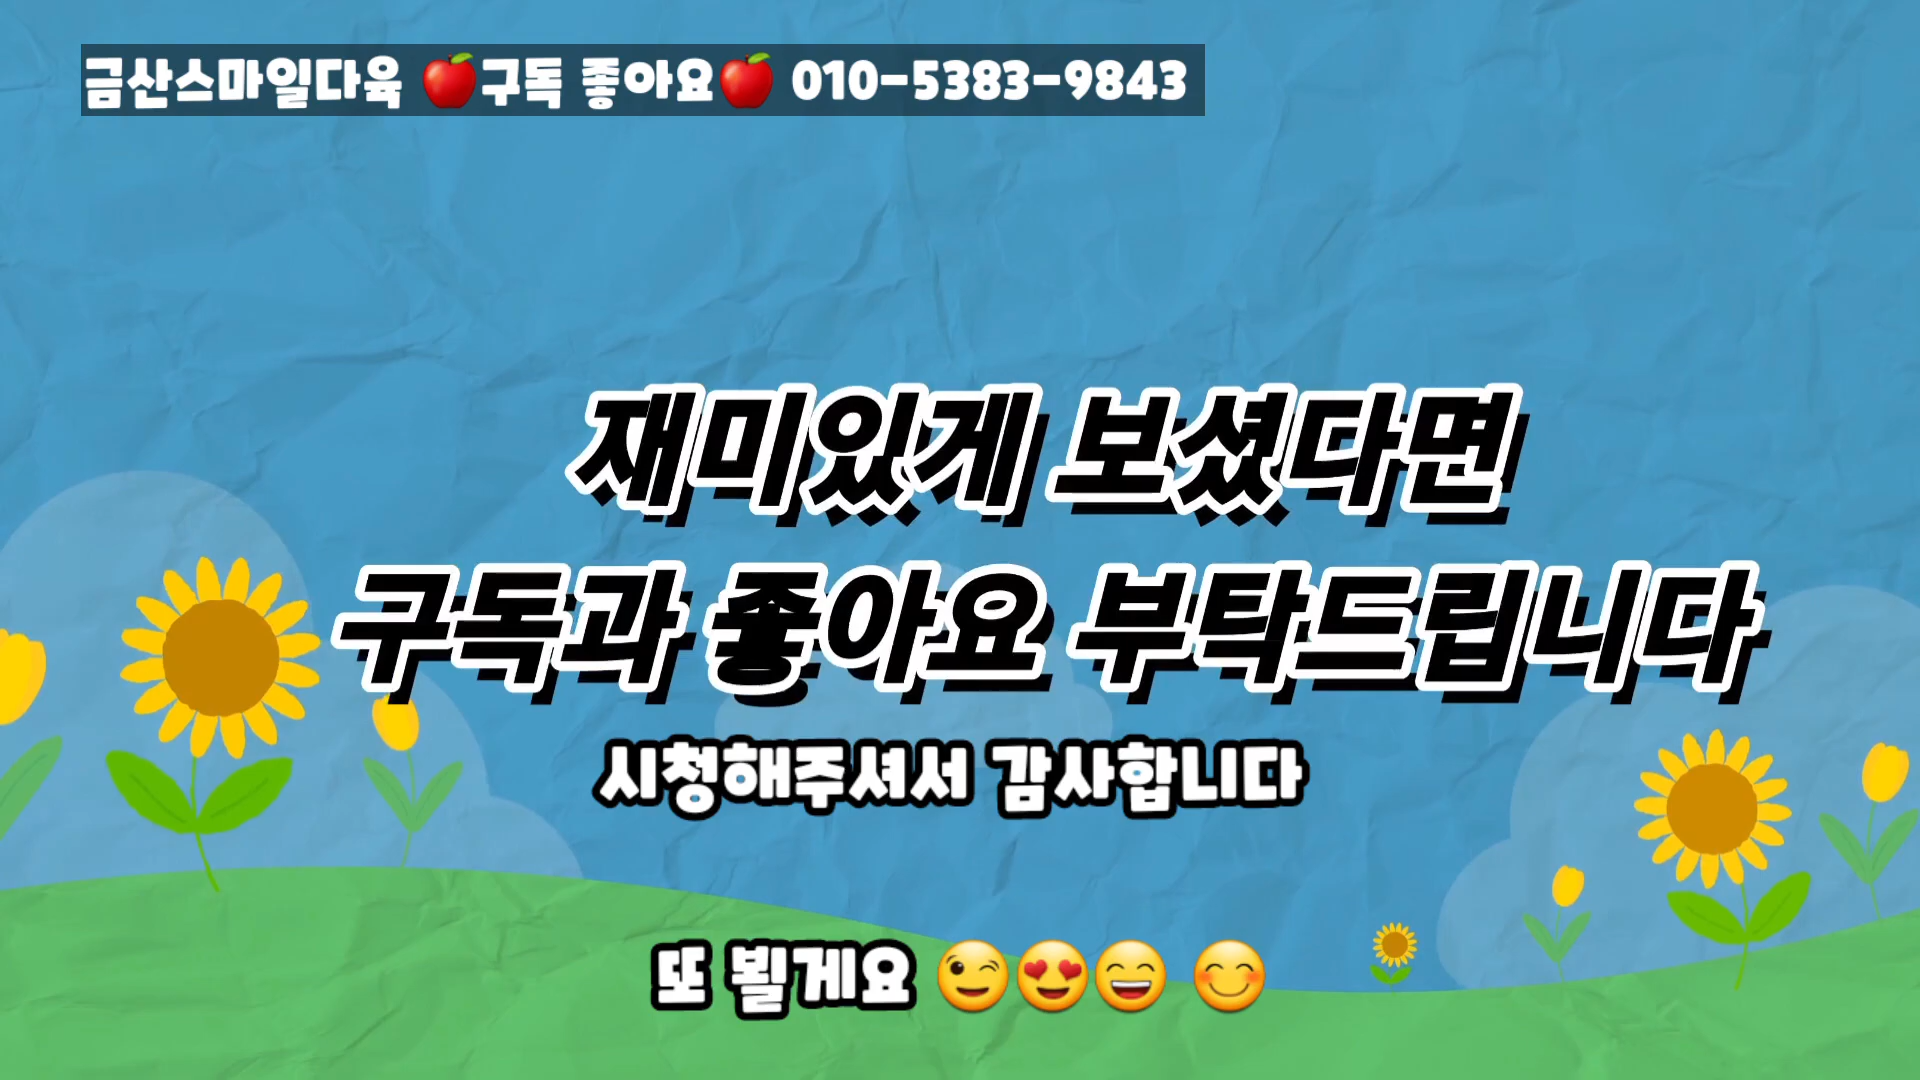 금산스마일다육 🍎구독 좋아요🍎 010-5383-9843
재미있게 보셨다면
구독과 좋아요 부탁드립니다
시청해주셔서 감사합니다
또 뵐게요 😉😍😄 😊